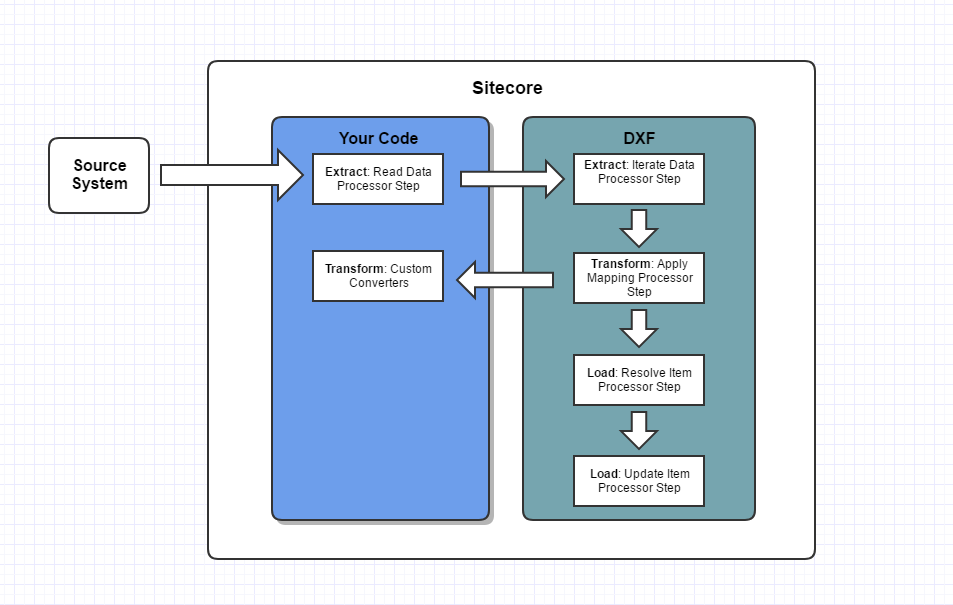 Sitecore
Source
System
Your Code
Extract: Read Data
Processor Step
Transform: Custom
Converters
DXF
Extract: Iterate Data
Processor Step
Transform: Apply
Mapping Processor
Step
Load: Resolve Item
Processor Step
Load: Update Item
Processor Step